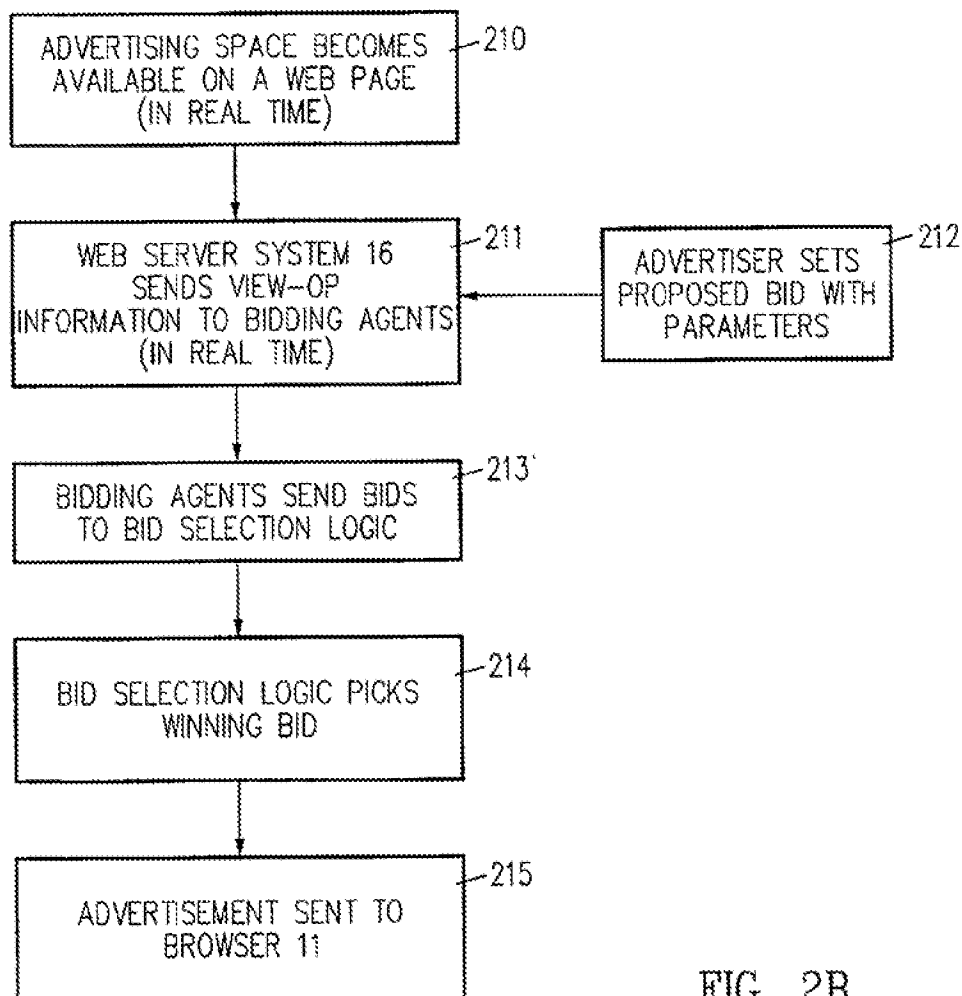 ADVERTISING SPACE BECOMES
AVAILABLE ON A WEB PAGE
(IN REAL TIME)
210
WEB SERVER SYSTEM 16
SENDS VIEW-OP
INFORMATION TO BIDDING AGENTS
(IN REAL TIME)
211
ADVERTISER SETS
PROPOSED BID WITH
PARAMETERS
212
BIDDING AGENTS SEND BIDS
TO BID SELECTION LOGIC
213
BID SELECTION LOGIC PICKS
WINNING BID
214
ADVERTISEMENT SENT TO
BROWSER 11
215
FIG. 2B